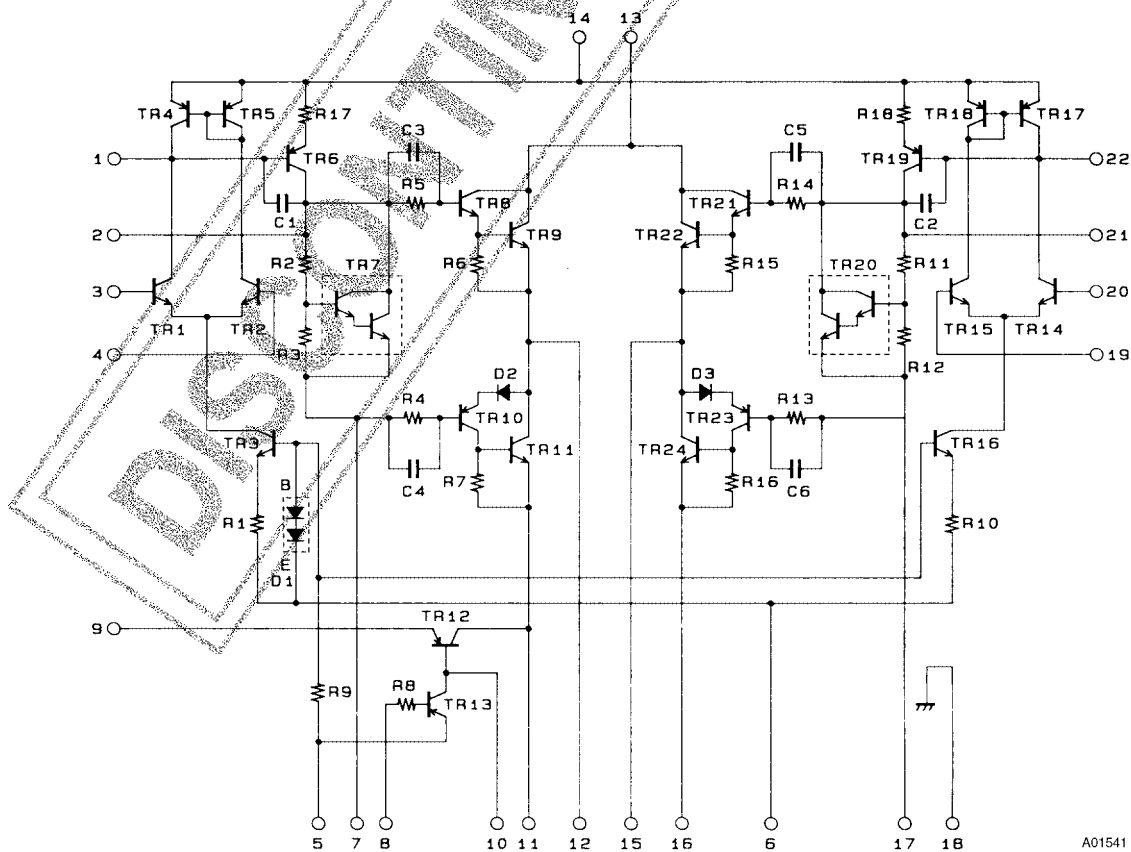 14 13
TR4 TR5 R17 R18 TR18 TR17
1 TR6 C3 C5 TR19 22
R5 TR8 TR21 R14
C1 C2
2 TR9 TR22 21
R2 TR7 R6 R15 TR20 R11
3 20
TR1 TR2 TR15 TR14
4 R3 R12 19
D2 D3
R4 TR10 TR23 R13
TR3 TR11 TR24 TR16
B R7 C4 R16 C6
R1 R10
E
D1
9 TR12
R9 R8 TR13
5 7 8 10 11 12 15 16 6 17 18
A01541
DISCONTIN